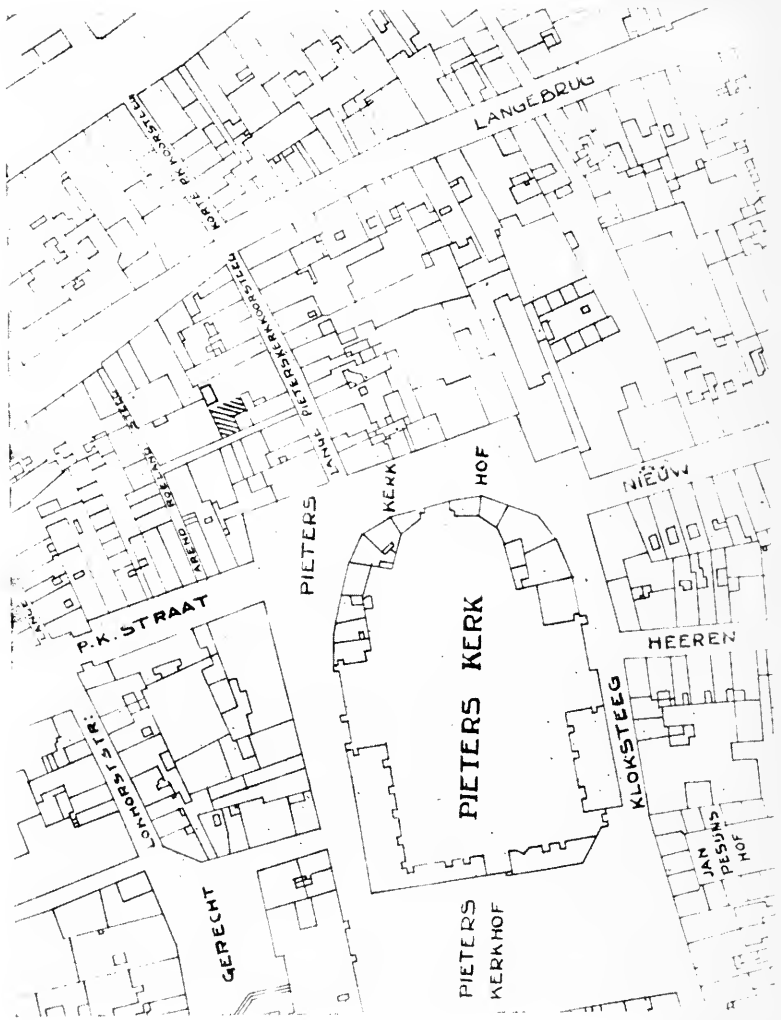 LANGEBRUG
KORTE P.K. KOORSTEEG
LANGE PIETERSKERKKOORSTEEG
AREND ROELAND STEEG
PIETERS
KERK
HOF
NIEUW
P.K. STRAAT
LANGE
HEEREN
PIETERS KERK
KLOKSTEEG
LOKHORSTSTR:
JAN
PESIJNS
HOF
GERECHT
PIETERS
KERKHOF